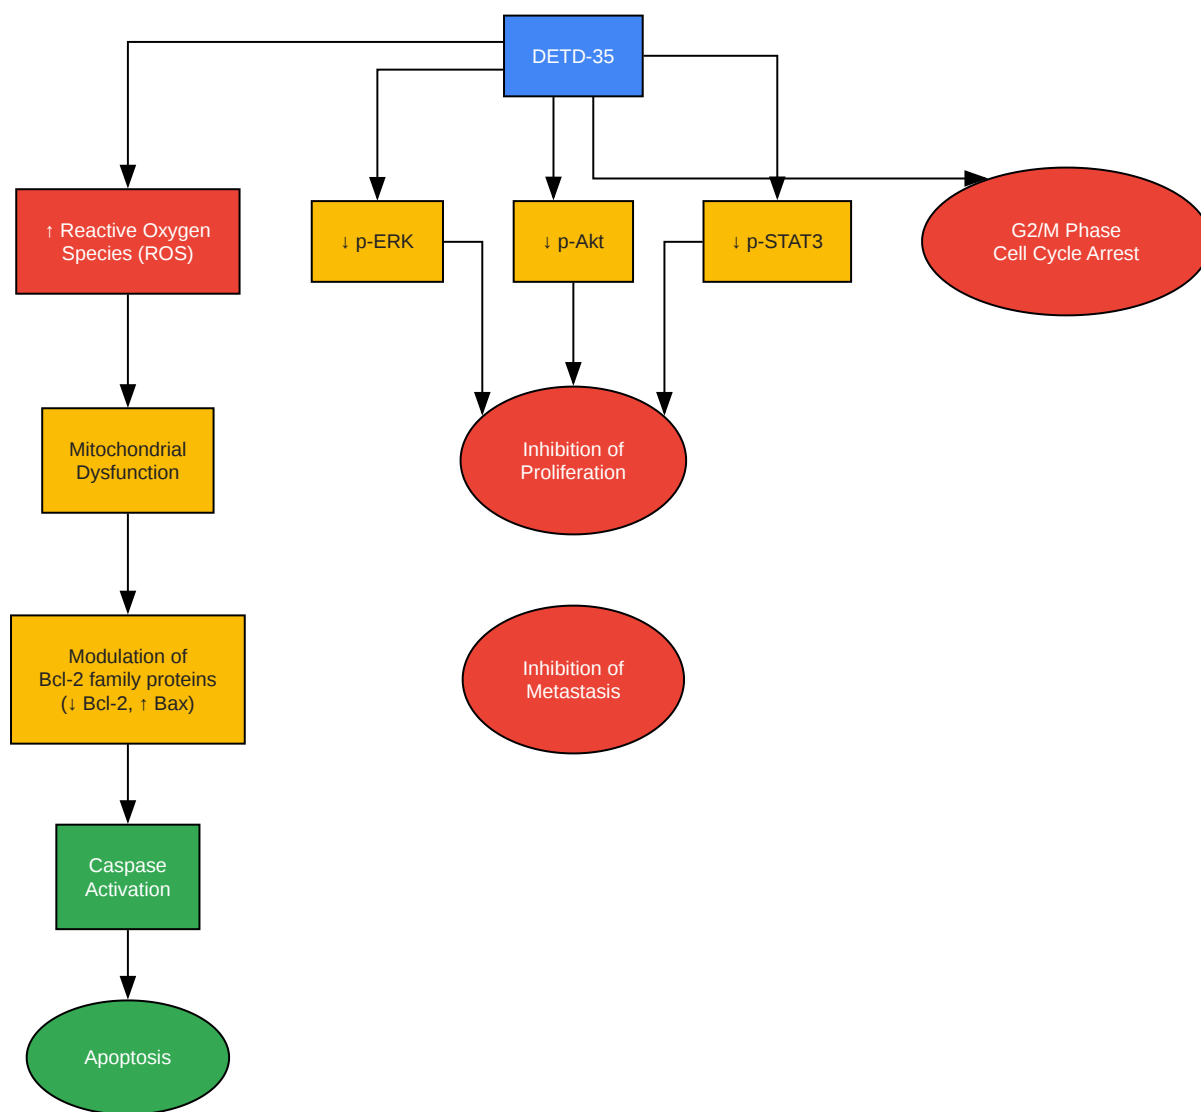 DETD-35
↑ Reactive Oxygen
Species (ROS)
↓ p-ERK
↓ p-Akt
↓ p-STAT3
G2/M Phase
Cell Cycle Arrest
Mitochondrial
Dysfunction
Inhibition of
Proliferation
Modulation of
Bcl-2 family proteins
(↓ Bcl-2, ↑ Bax)
Inhibition of
Metastasis
Caspase
Activation
Apoptosis